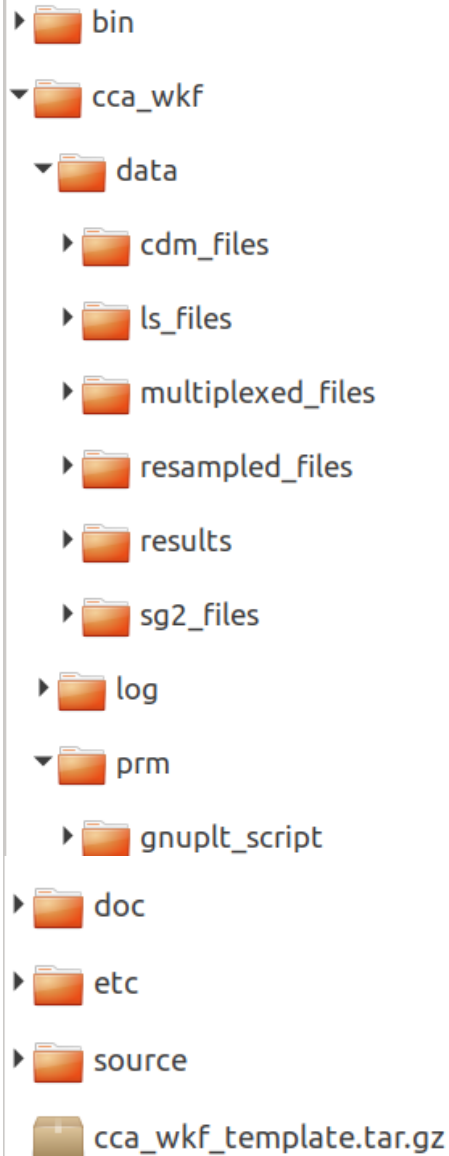 bin
cca_wkf
data
cdm_files
ls_files
multiplexed_files
resampled_files
results
sg2_files
log
prm
gnuplt_script
doc
etc
source
cca_wkf_template.tar.gz